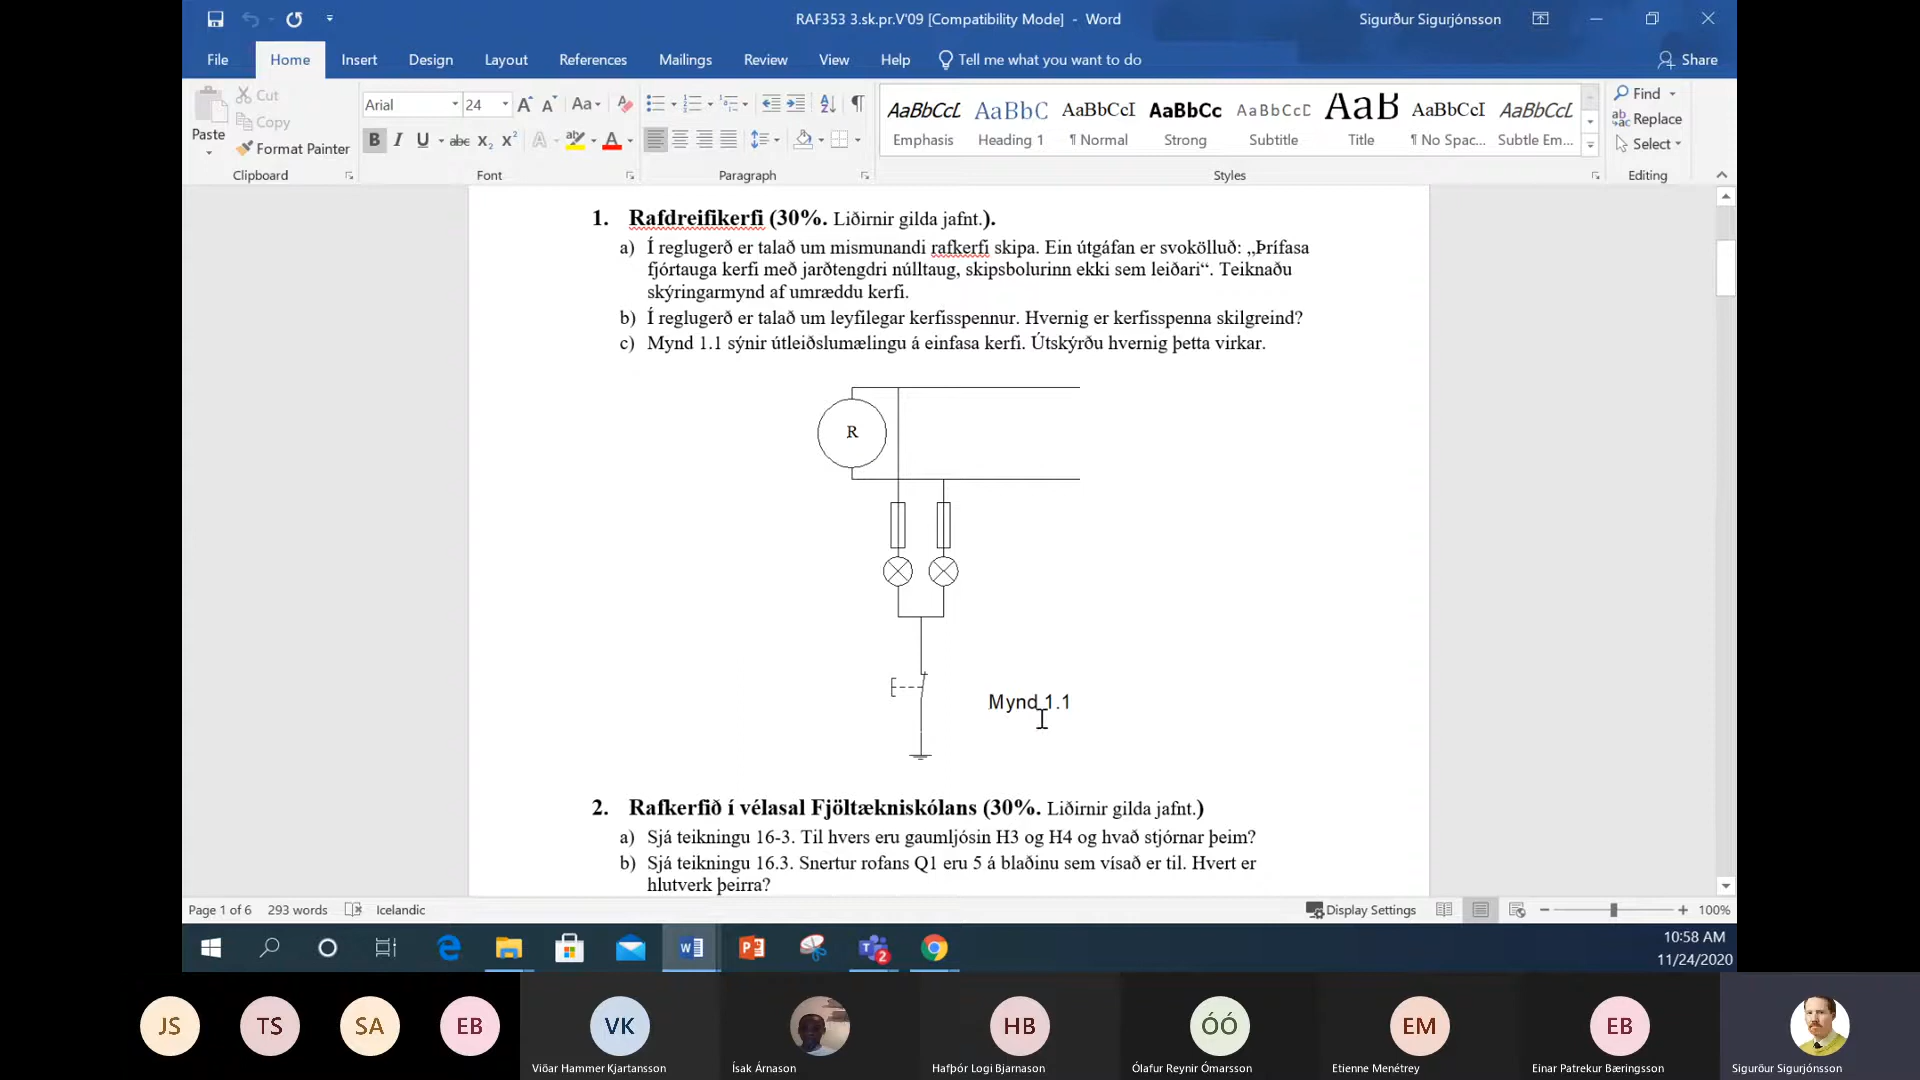 RAF353 3.sk.pr.V'09 [Compatibility Mode] - Word
Sigurður Sigurjónsson
File Home Insert Design Layout References Mailings Review View Help Tell me what you want to do Share
Paste Cut Copy Format Painter
Clipboard
Arial 24
Font
Paragraph
AaBbCcL AaBbC AaBbCcI AaBbCc AaBbCcD AaB AaBbCcI AaBbCcL
Emphasis Heading 1 ¶ Normal Strong Subtitle Title ¶ No Spac... Subtle Em...
Styles
Find Replace Select
Editing
1. Rafdreifikerfi (30%. Liðirnir gilda jafnt.).
a) Í reglugerð er talað um mismunandi rafkerfi skipa. Ein útgáfan er svokölluð: „Þrífasa
fjórtauga kerfi með jarðtengdri núlltaug, skipsbolurinn ekki sem leiðari“. Teiknaðu
skýringarmynd af umræddu kerfi.
b) Í reglugerð er talað um leyfilegar kerfisspennur. Hvernig er kerfisspenna skilgreind?
c) Mynd 1.1 sýnir útleiðslumælingu á einfasa kerfi. Útskýrðu hvernig þetta virkar.
R
Mynd 1.1
2. Rafkerfið í vélasal Fjöltækniskólans (30%. Liðirnir gilda jafnt.)
a) Sjá teikningu 16-3. Til hvers eru gaumljósin H3 og H4 og hvað stjórnar þeim?
b) Sjá teikningu 16.3. Snertur rofans Q1 eru 5 á blaðinu sem vísað er til. Hvert er
hlutverk þeirra?
Page 1 of 6 293 words Icelandic Display Settings 100%
10:58 AM
11/24/2020
JS TS SA EB VK HB ÓÓ EM EB
Viðar Hammer Kjartansson Ísak Árnason Hafþór Logi Bjarnason Ólafur Reynir Ómarsson Etienne Menétrey Einar Patrekur Bæringsson Sigurður Sigurjónsson